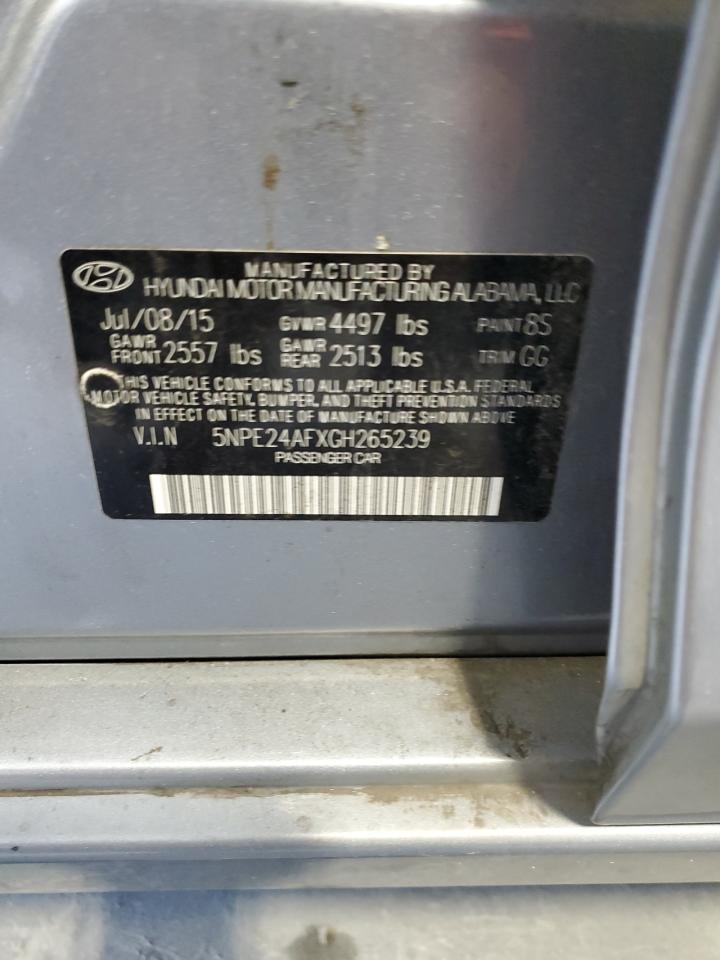 MANUFACTURED BY
HYUNDAI MOTOR MANUFACTURING ALABAMA, LLC
Jul/08/15 GVWR 4497 lbs PAINT 8S
GAWR FRONT 2557 lbs GAWR REAR 2513 lbs TRIM GG
THIS VEHICLE CONFORMS TO ALL APPLICABLE U.S.A. FEDERAL
MOTOR VEHICLE SAFETY, BUMPER, AND THEFT PREVENTION STANDARDS
IN EFFECT ON THE DATE OF MANUFACTURE SHOWN ABOVE
V.I.N 5NPE24AFXGH265239
PASSENGER CAR